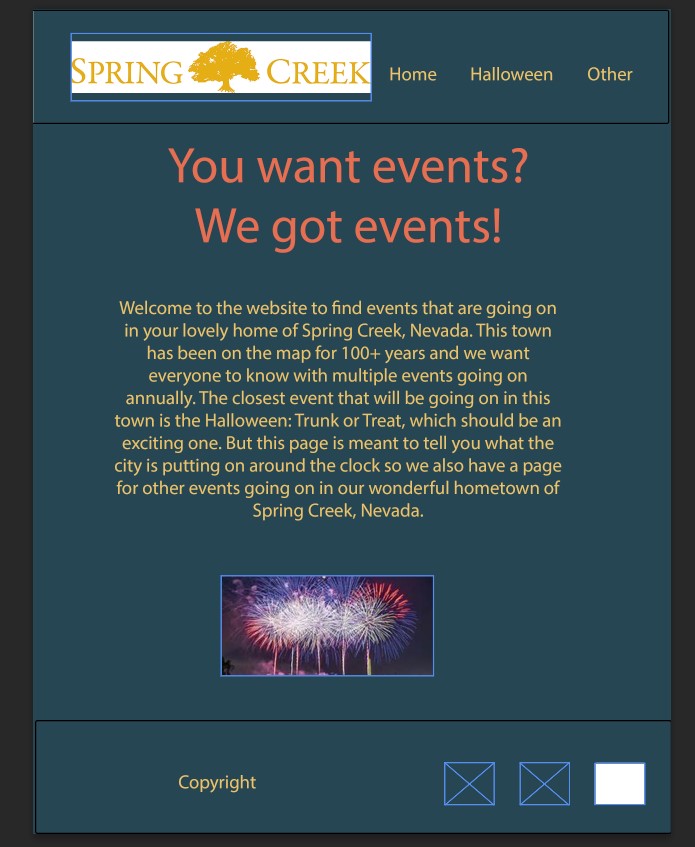 SPRING CREEK
Home Halloween Other
You want events?
We got events!
Welcome to the website to find events that are going on
in your lovely home of Spring Creek, Nevada. This town
has been on the map for 100+ years and we want
everyone to know with multiple events going on
annually. The closest event that will be going on in this
town is the Halloween: Trunk or Treat, which should be an
exciting one. But this page is meant to tell you what the
city is putting on around the clock so we also have a page
for other events going on in our wonderful hometown of
Spring Creek, Nevada.
Copyright